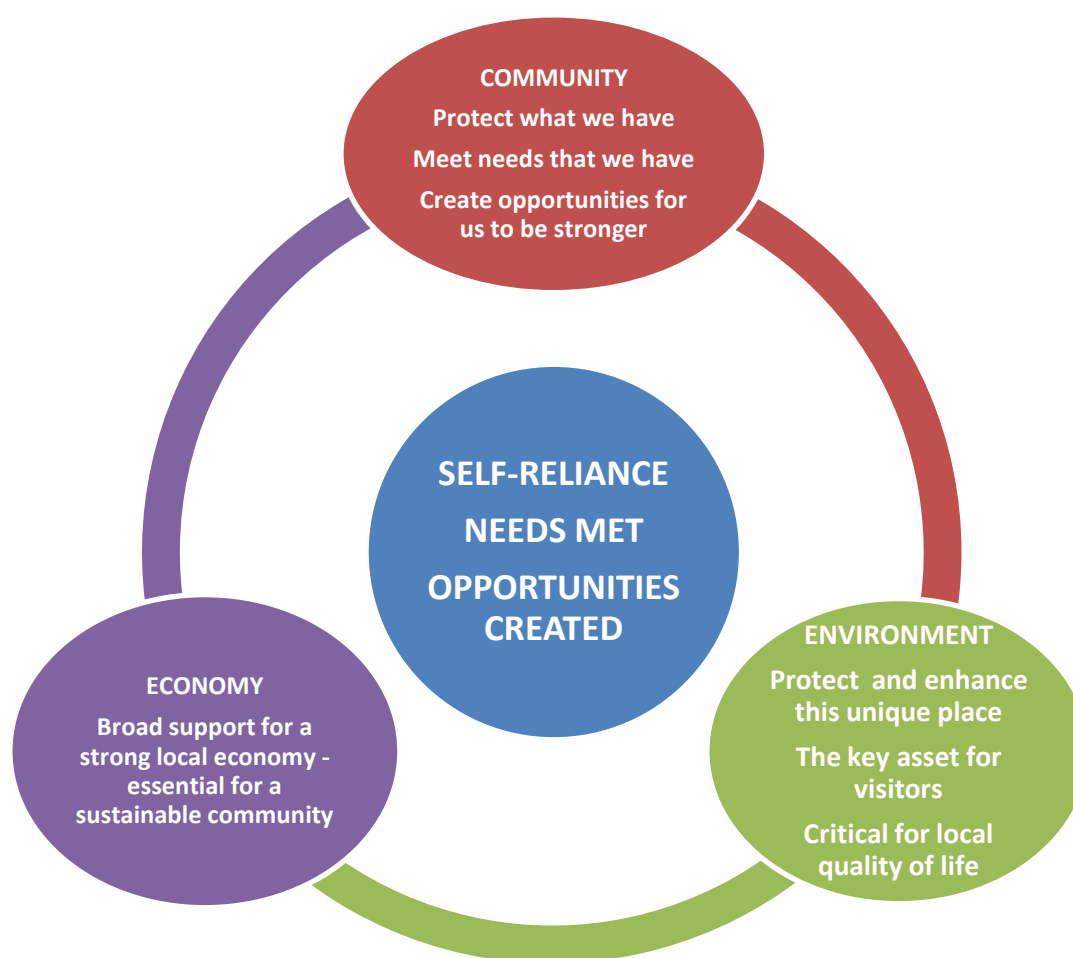 COMMUNITY
Protect what we have
Meet needs that we have
Create opportunities for
us to be stronger
SELF-RELIANCE
NEEDS MET
OPPORTUNITIES
CREATED
ECONOMY
Broad support for a
strong local economy -
essential for a
sustainable community
ENVIRONMENT
Protect and enhance
this unique place
The key asset for
visitors
Critical for local
quality of life